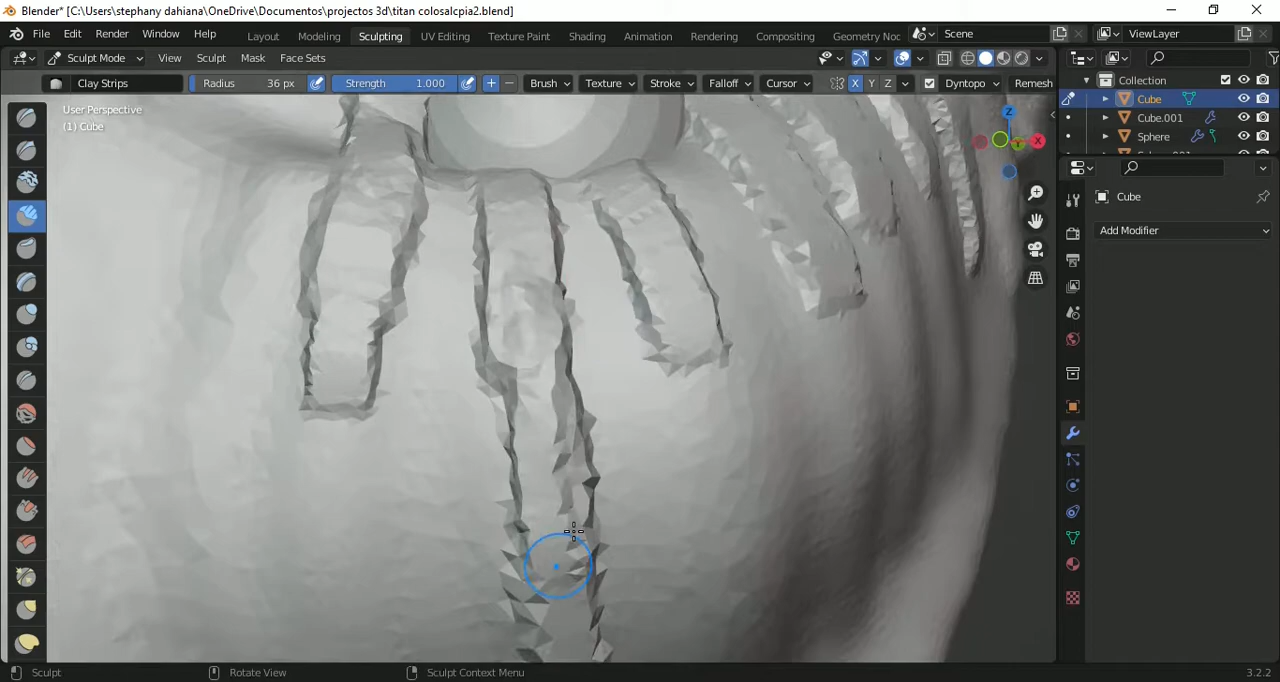 Blender* [C:\Users\stephany dahiana\OneDrive\Documentos\projectos 3d\titan colosalcpia2.blend]
File Edit Render Window Help Layout Modeling Sculpting UV Editing Texture Paint Shading Animation Rendering Compositing Geometry Noc Scene ViewLayer
Sculpt Mode View Sculpt Mask Face Sets
Clay Strips Radius 36 px Strength 1.000 Brush Texture Stroke Falloff Cursor X Y Z Dyntopo Remesh
User Perspective
(1) Cube
Z
X
Y
Collection
Cube
Cube.001
Sphere
Cube
Add Modifier
Sculpt Rotate View Sculpt Context Menu 3.2.2